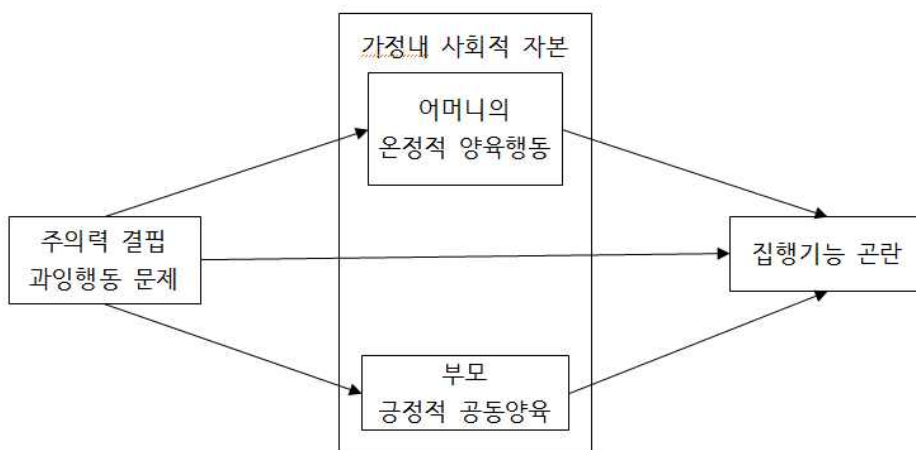 가정내 사회적 자본
어머니의
온정적 양육행동
주의력 결핍
과잉행동 문제
집행기능 곤란
부모
긍정적 공동양육